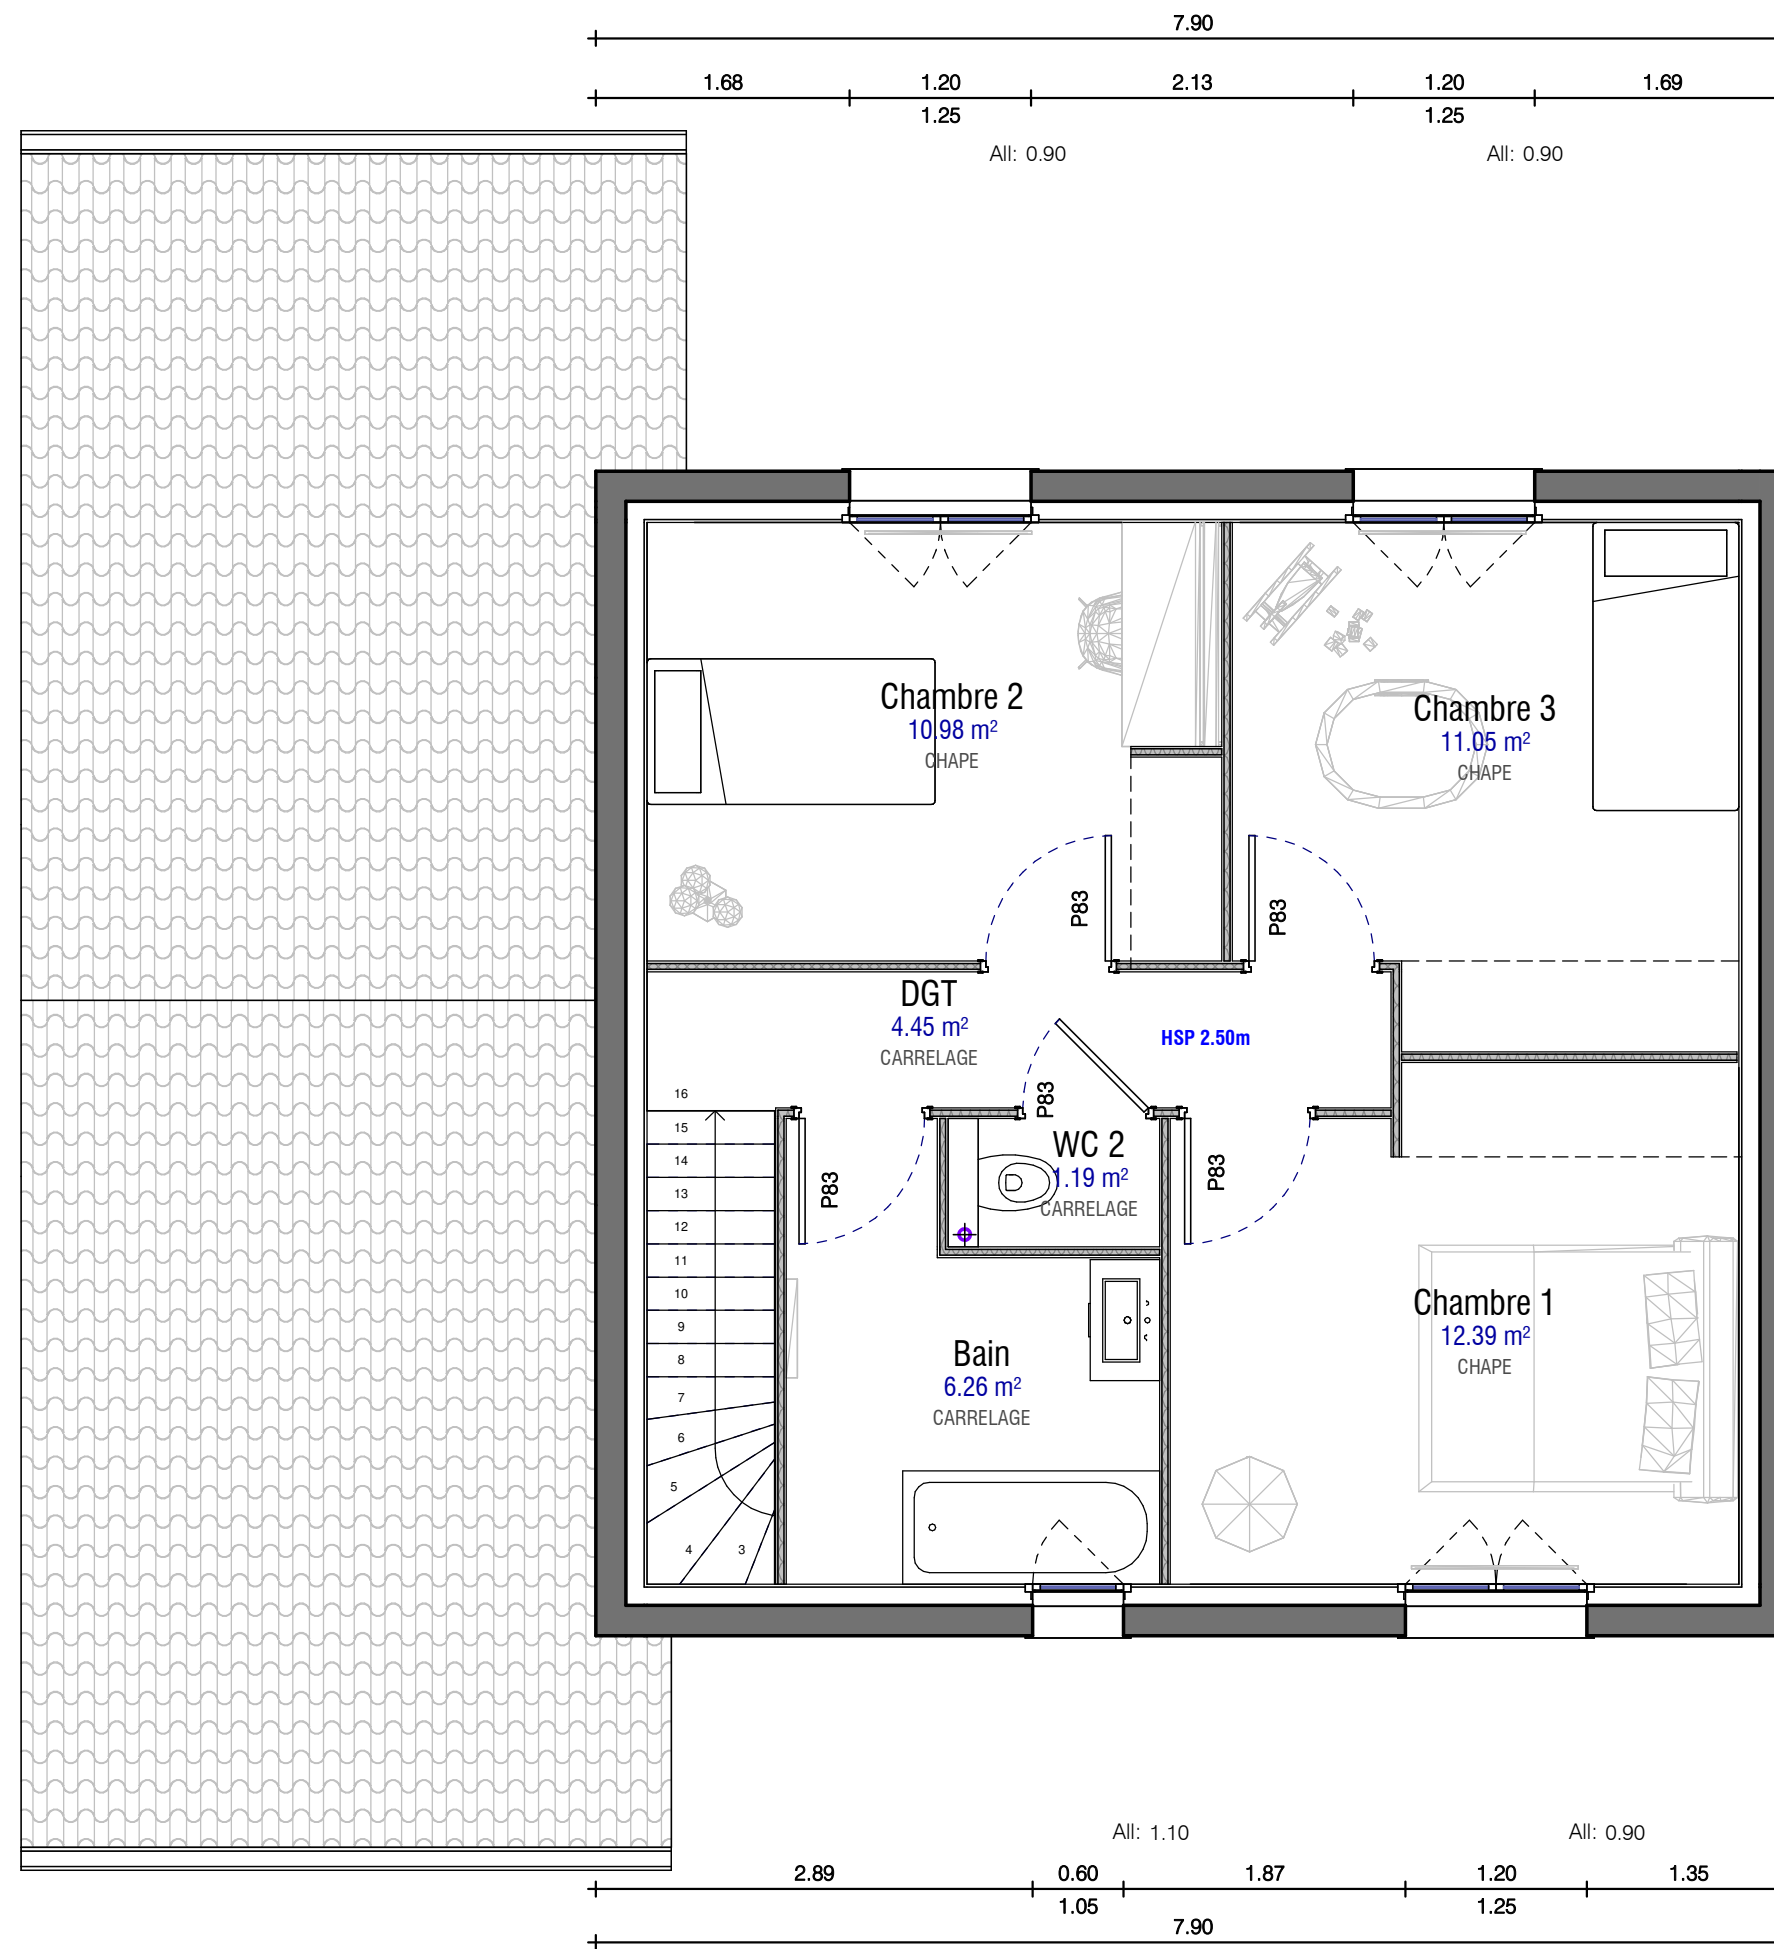 7.90
1.68 1.20 2.13 1.20 1.69
1.25 1.25
All: 0.90 All: 0.90
Chambre 2
10.98 m²
CHAPE
Chambre 3
11.05 m²
CHAPE
P83
P83
DGT
4.45 m²
CARRELAGE
HSP 2.50m
P83
16
15
14
13
12
11
10
9
8
7
6
5
4
3
P83
WC 2
1.19 m²
CARRELAGE
P83
Bain
6.26 m²
CARRELAGE
Chambre 1
12.39 m²
CHAPE
All: 1.10 All: 0.90
2.89 0.60 1.87 1.20 1.35
1.05 1.25
7.90